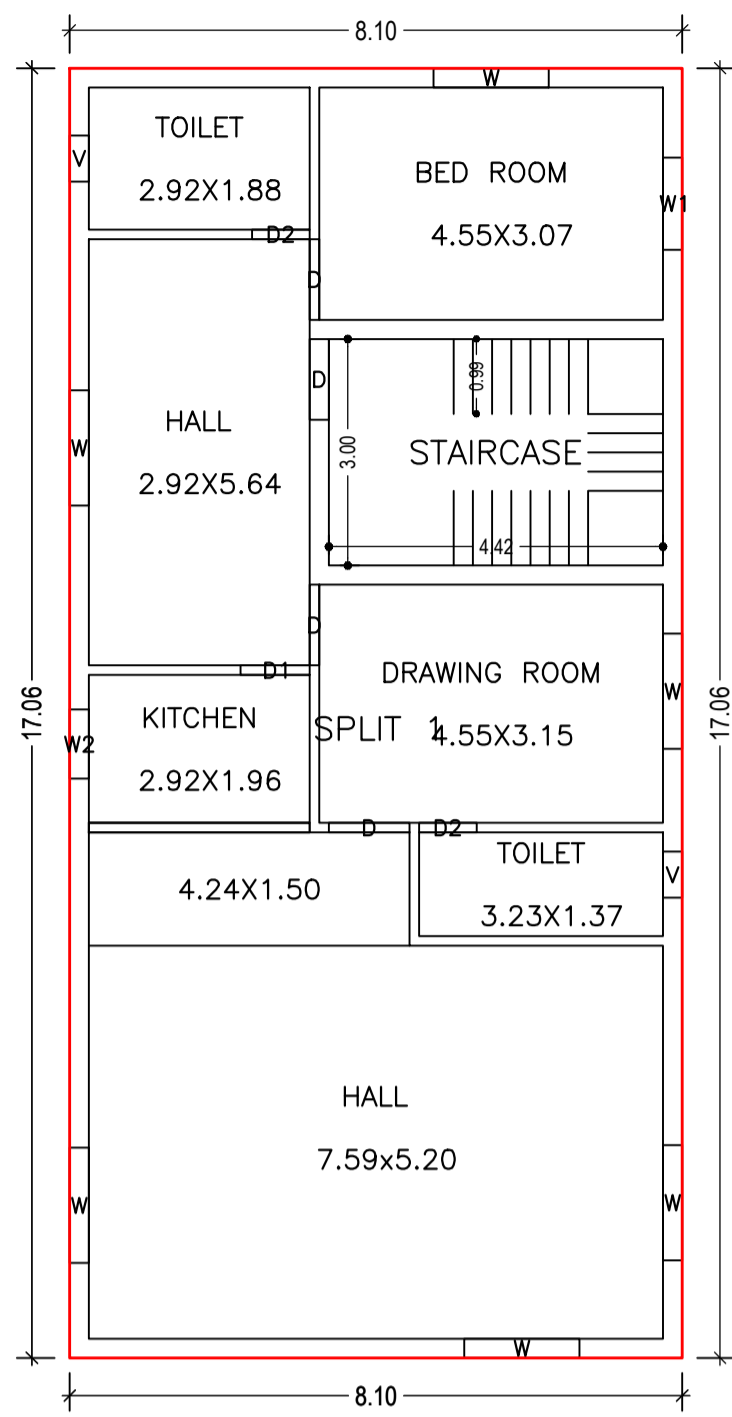 8.10
W
TOILET
2.92X1.88
V
BED ROOM
4.55X3.07
W1
D2
D
D
0.99
HALL
2.92X5.64
W
3.00
STAIRCASE
4.42
D
D1
DRAWING ROOM
4.55X3.15
W
17.06
17.06
KITCHEN
2.92X1.96
W2
SPLIT 1
D
D2
TOILET
3.23X1.37
V
4.24X1.50
HALL
7.59x5.20
W
W
W
8.10